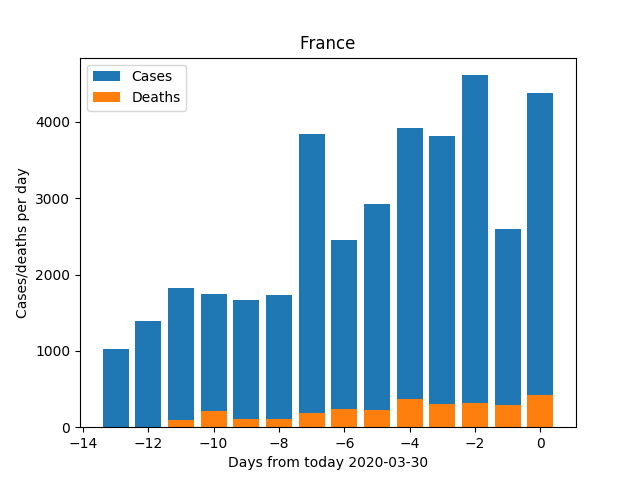 France
Cases
Deaths
Cases/deaths per day
4000
3000
2000
1000
0
−14 −12 −10 −8 −6 −4 −2 0
Days from today 2020-03-30